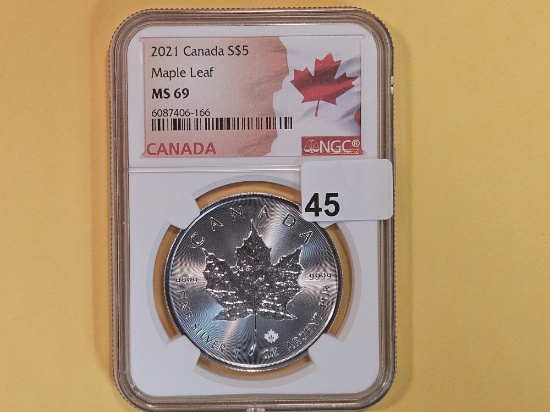 2021 Canada S$5
Maple Leaf
MS 69
6087406-166
CANADA
NGC®
45
CANADA
9999 9999
FINE SILVER 1 OZ ARGENT PUR